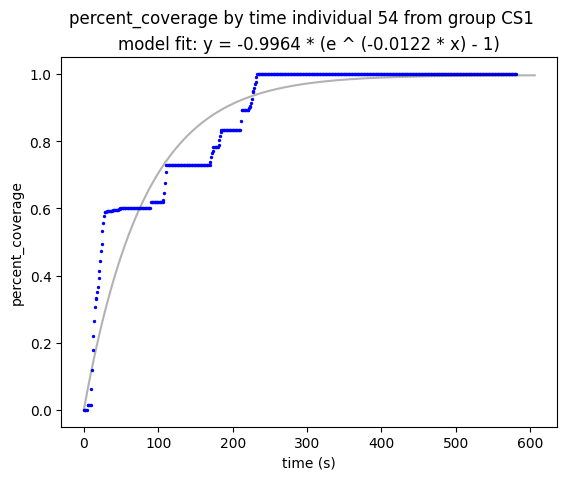 percent_coverage by time individual 54 from group CS1
model fit: y = -0.9964 * (e ^ (-0.0122 * x) - 1)
1.0
0.8
0.6
0.4
0.2
0.0
percent_coverage
0 100 200 300 400 500 600
time (s)